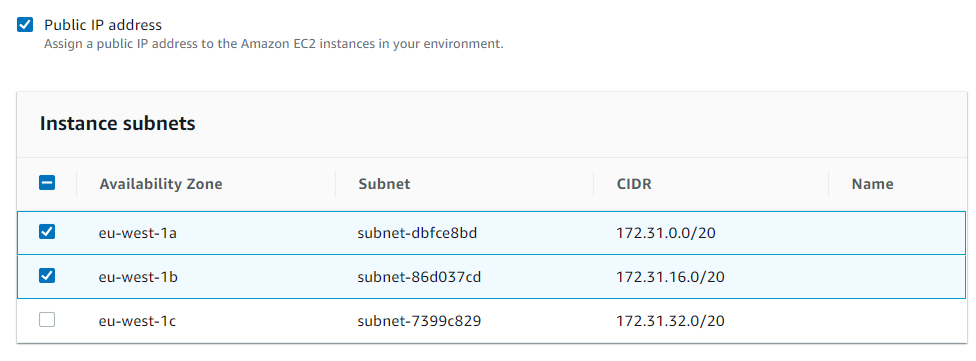 Public IP address
Assign a public IP address to the Amazon EC2 instances in your environment.
Instance subnets
Availability Zone Subnet CIDR Name
eu-west-1a subnet-dbfce8bd 172.31.0.0/20
eu-west-1b subnet-86d037cd 172.31.16.0/20
eu-west-1c subnet-7399c829 172.31.32.0/20